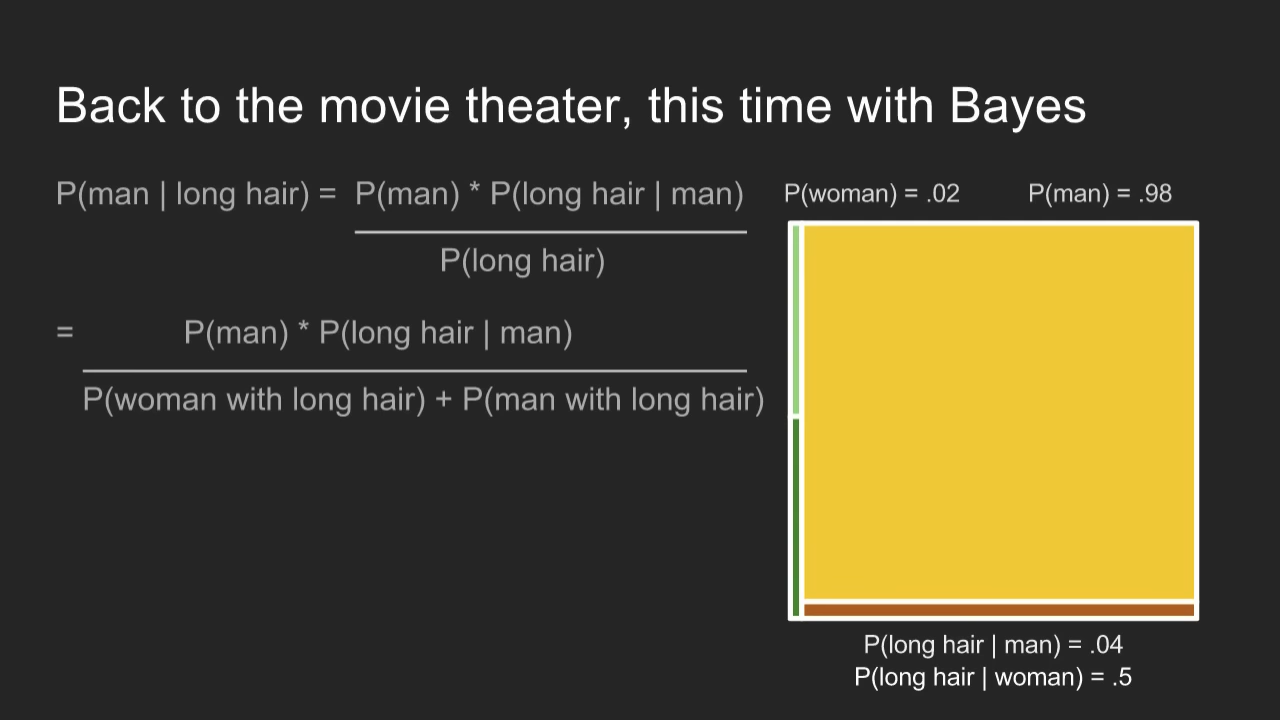 Back to the movie theater, this time with Bayes
P(man | long hair) = P(man) * P(long hair | man)
P(long hair)
= P(man) * P(long hair | man)
P(woman with long hair) + P(man with long hair)
P(woman) = .02 P(man) = .98
P(long hair | man) = .04
P(long hair | woman) = .5